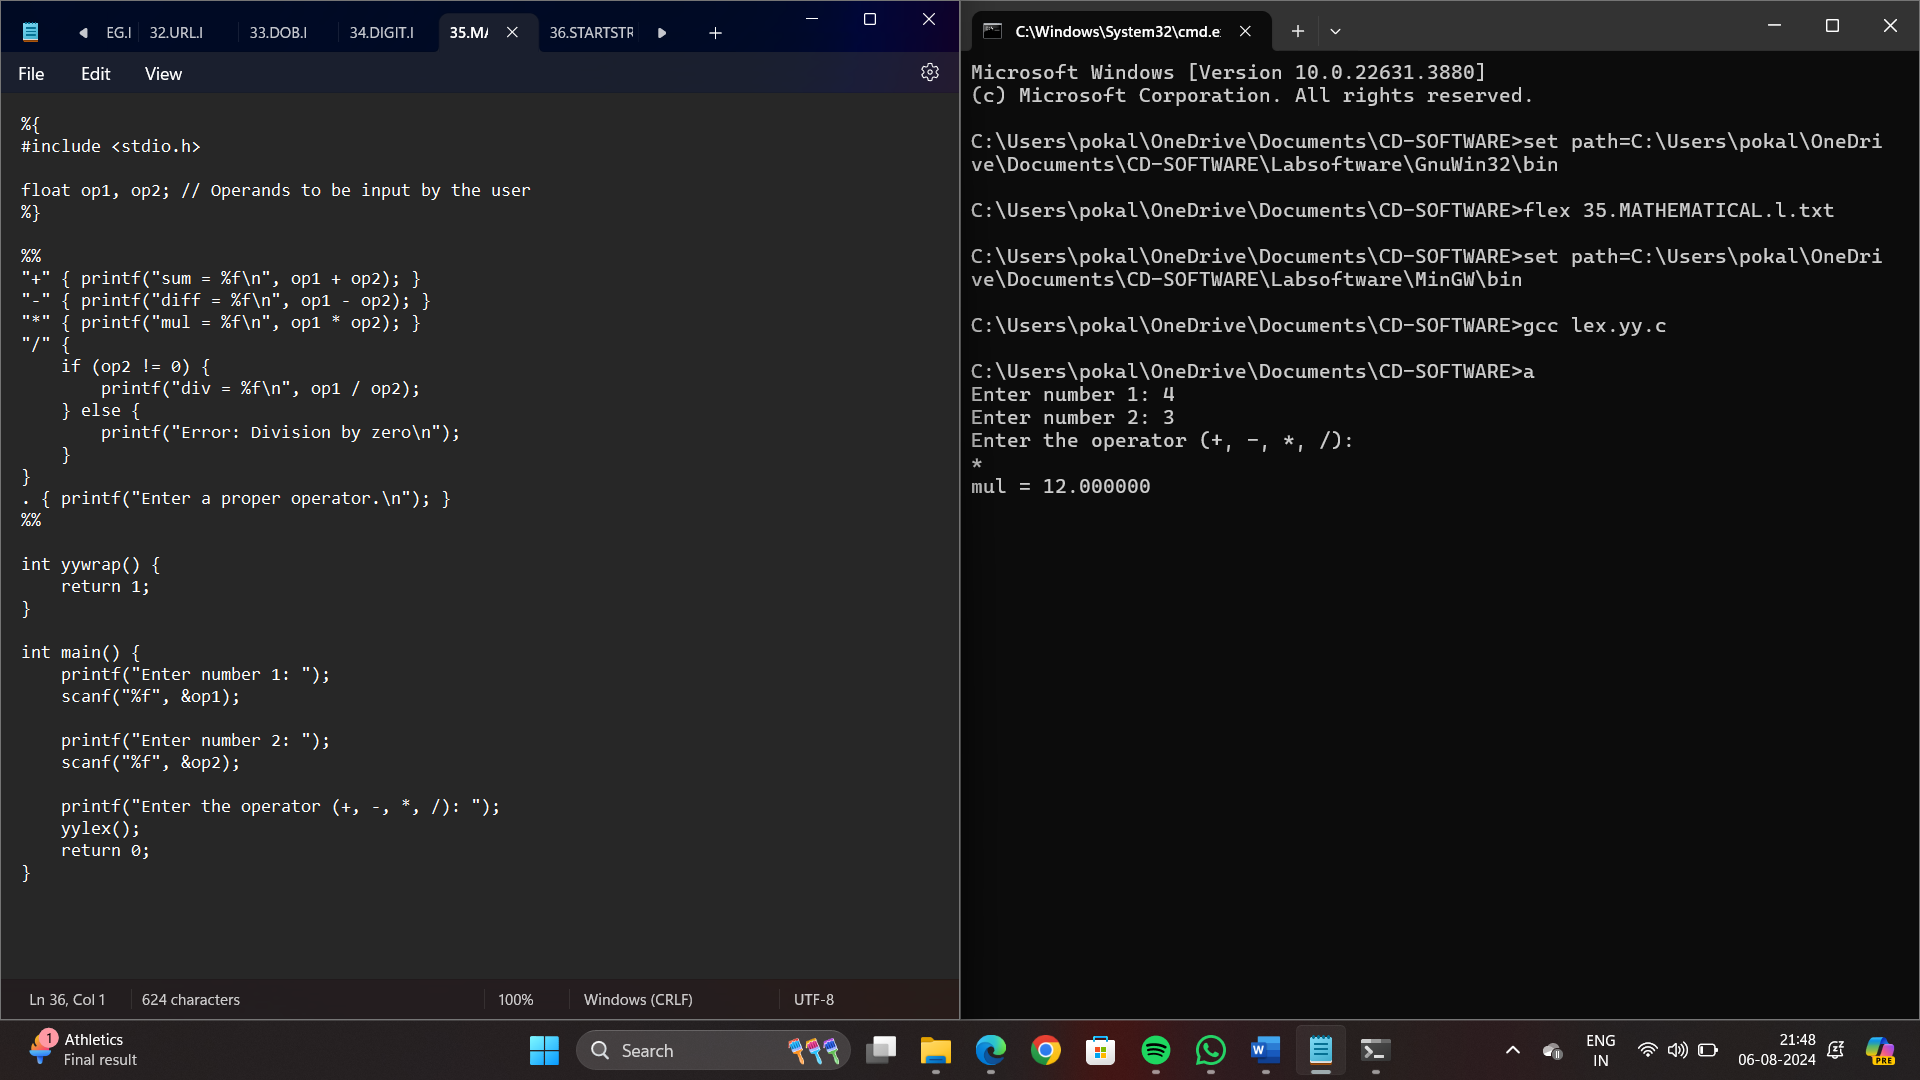 EG.l 32.URL.l 33.DOB.l 34.DIGIT.l 35.MA 36.STARTSTR
File Edit View
%{
#include <stdio.h>
float op1, op2; // Operands to be input by the user
%}
%%
"+" { printf("sum = %f\n", op1 + op2); }
"-" { printf("diff = %f\n", op1 - op2); }
"*" { printf("mul = %f\n", op1 * op2); }
"/" {
    if (op2 != 0) {
        printf("div = %f\n", op1 / op2);
    } else {
        printf("Error: Division by zero\n");
    }
}
. { printf("Enter a proper operator.\n"); }
%%
int yywrap() {
    return 1;
}
int main() {
    printf("Enter number 1: ");
    scanf("%f", &op1);
    printf("Enter number 2: ");
    scanf("%f", &op2);
    printf("Enter the operator (+, -, *, /): ");
    yylex();
    return 0;
}
Ln 36, Col 1 624 characters 100% Windows (CRLF) UTF-8
C:\Windows\System32\cmd.e
Microsoft Windows [Version 10.0.22631.3880]
(c) Microsoft Corporation. All rights reserved.
C:\Users\pokal\OneDrive\Documents\CD-SOFTWARE>set path=C:\Users\pokal\OneDri
ve\Documents\CD-SOFTWARE\Labsoftware\GnuWin32\bin
C:\Users\pokal\OneDrive\Documents\CD-SOFTWARE>flex 35.MATHEMATICAL.l.txt
C:\Users\pokal\OneDrive\Documents\CD-SOFTWARE>set path=C:\Users\pokal\OneDri
ve\Documents\CD-SOFTWARE\Labsoftware\MinGW\bin
C:\Users\pokal\OneDrive\Documents\CD-SOFTWARE>gcc lex.yy.c
C:\Users\pokal\OneDrive\Documents\CD-SOFTWARE>a
Enter number 1: 4
Enter number 2: 3
Enter the operator (+, -, *, /):
*
mul = 12.000000
1
Athletics
Final result
Search
W
ENG
IN
21:48
06-08-2024
PRE